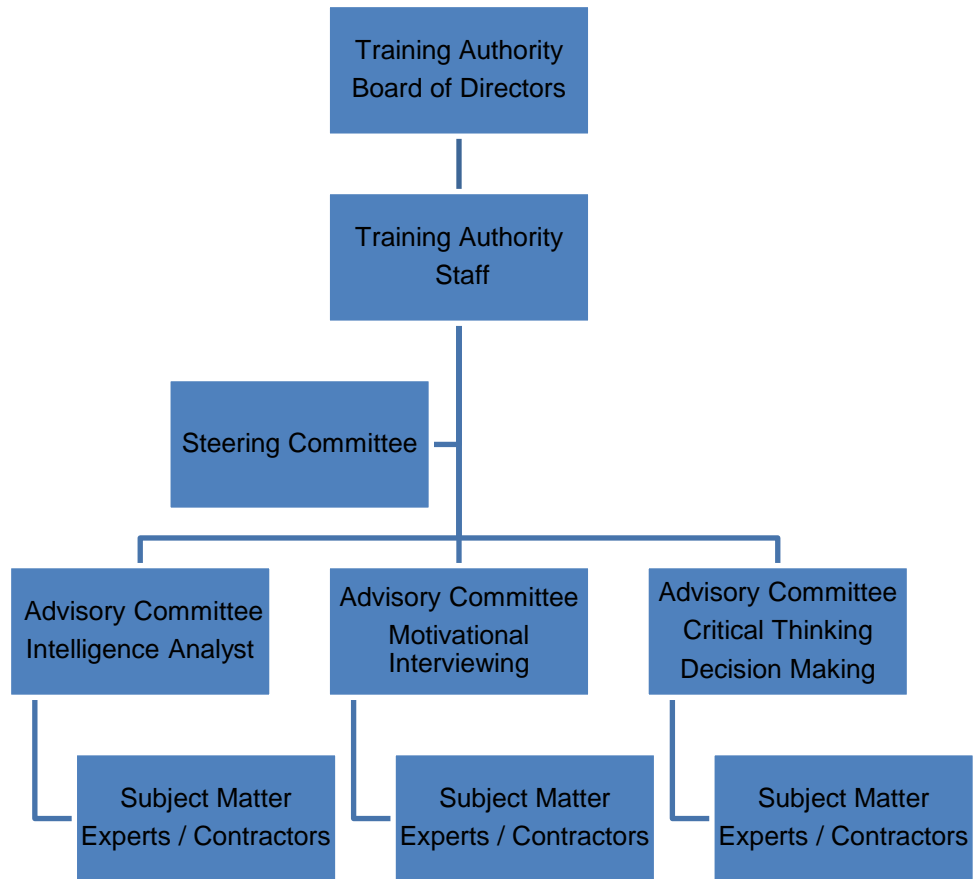 Training Authority
Board of Directors
Training Authority
Staff
Steering Committee
Advisory Committee
Intelligence Analyst
Advisory Committee
Motivational
Interviewing
Advisory Committee
Critical Thinking
Decision Making
Subject Matter
Experts / Contractors
Subject Matter
Experts / Contractors
Subject Matter
Experts / Contractors